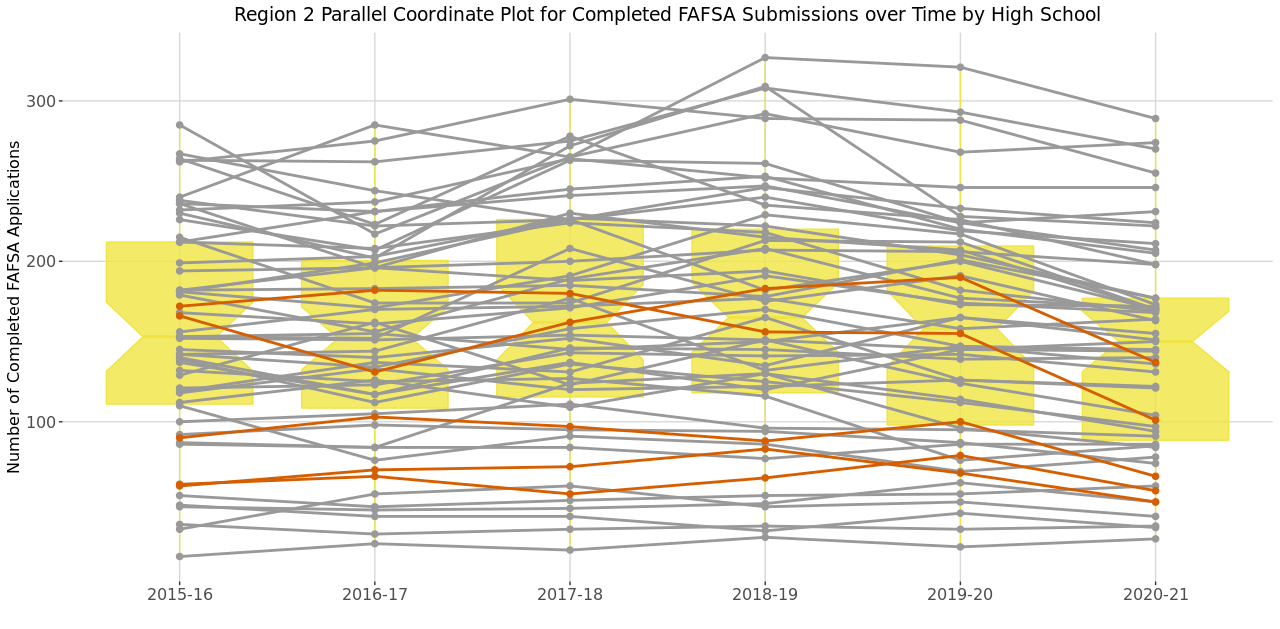 Region 2 Parallel Coordinate Plot for Completed FAFSA Submissions over Time by High School
Number of Completed FAFSA Applications
300
200
100
2015-16 2016-17 2017-18 2018-19 2019-20 2020-21